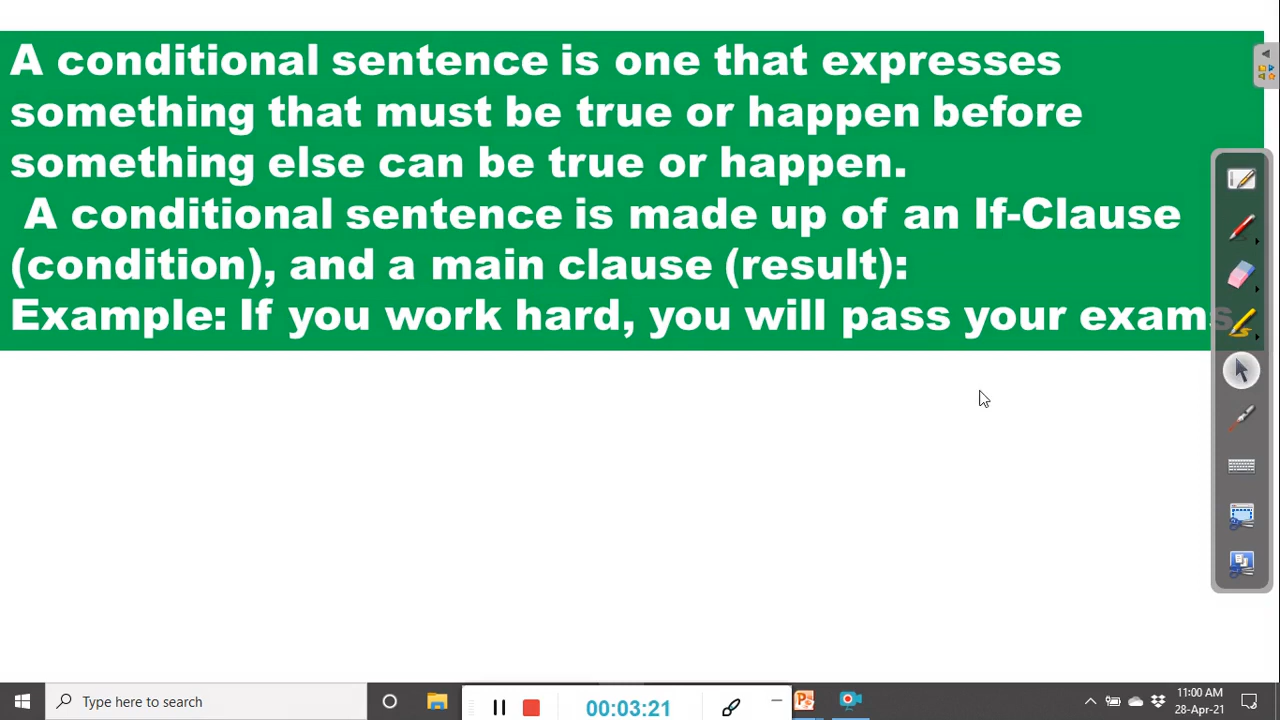 A conditional sentence is one that expresses
something that must be true or happen before
something else can be true or happen.
A conditional sentence is made up of an If-Clause
(condition), and a main clause (result):
Example: If you work hard, you will pass your exams
Type here to search
00:03:21
11:00 AM
28-Apr-21